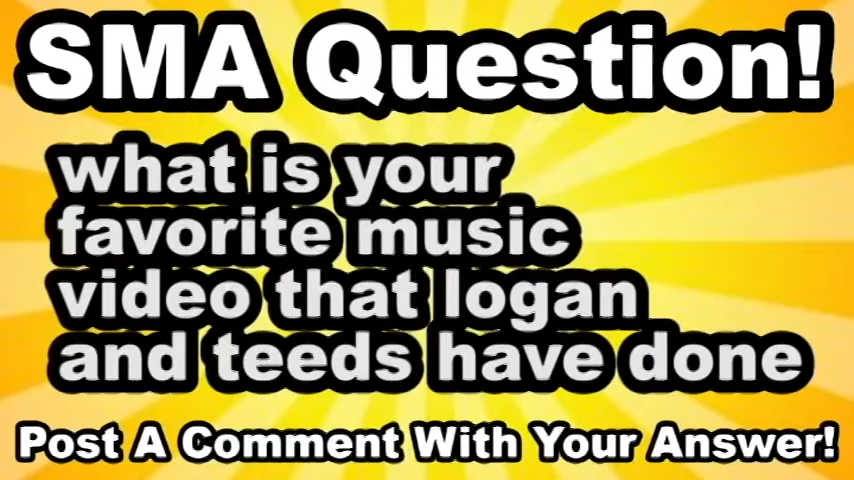 SMA Question!
what is your
favorite music
video that logan
and teeds have done
Post A Comment With Your Answer!